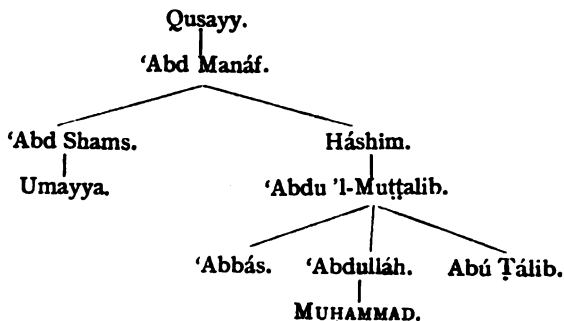 Qusayy.
‘Abd Manáf.
‘Abd Shams. Háshim.
Umayya. ‘Abdu ’l-Muṭṭalib.
‘Abbás. ‘Abdulláh. Abú Ṭálib.
MUHAMMAD.